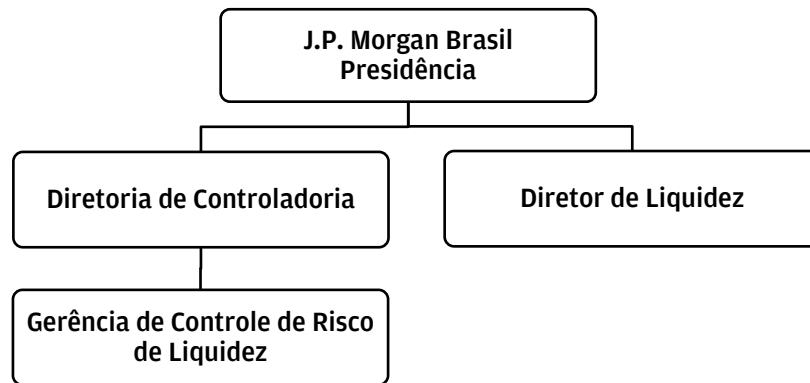 J.P. Morgan Brasil
Presidência
Diretoria de Controladoria
Diretor de Liquidez
Gerência de Controle de Risco
de Liquidez